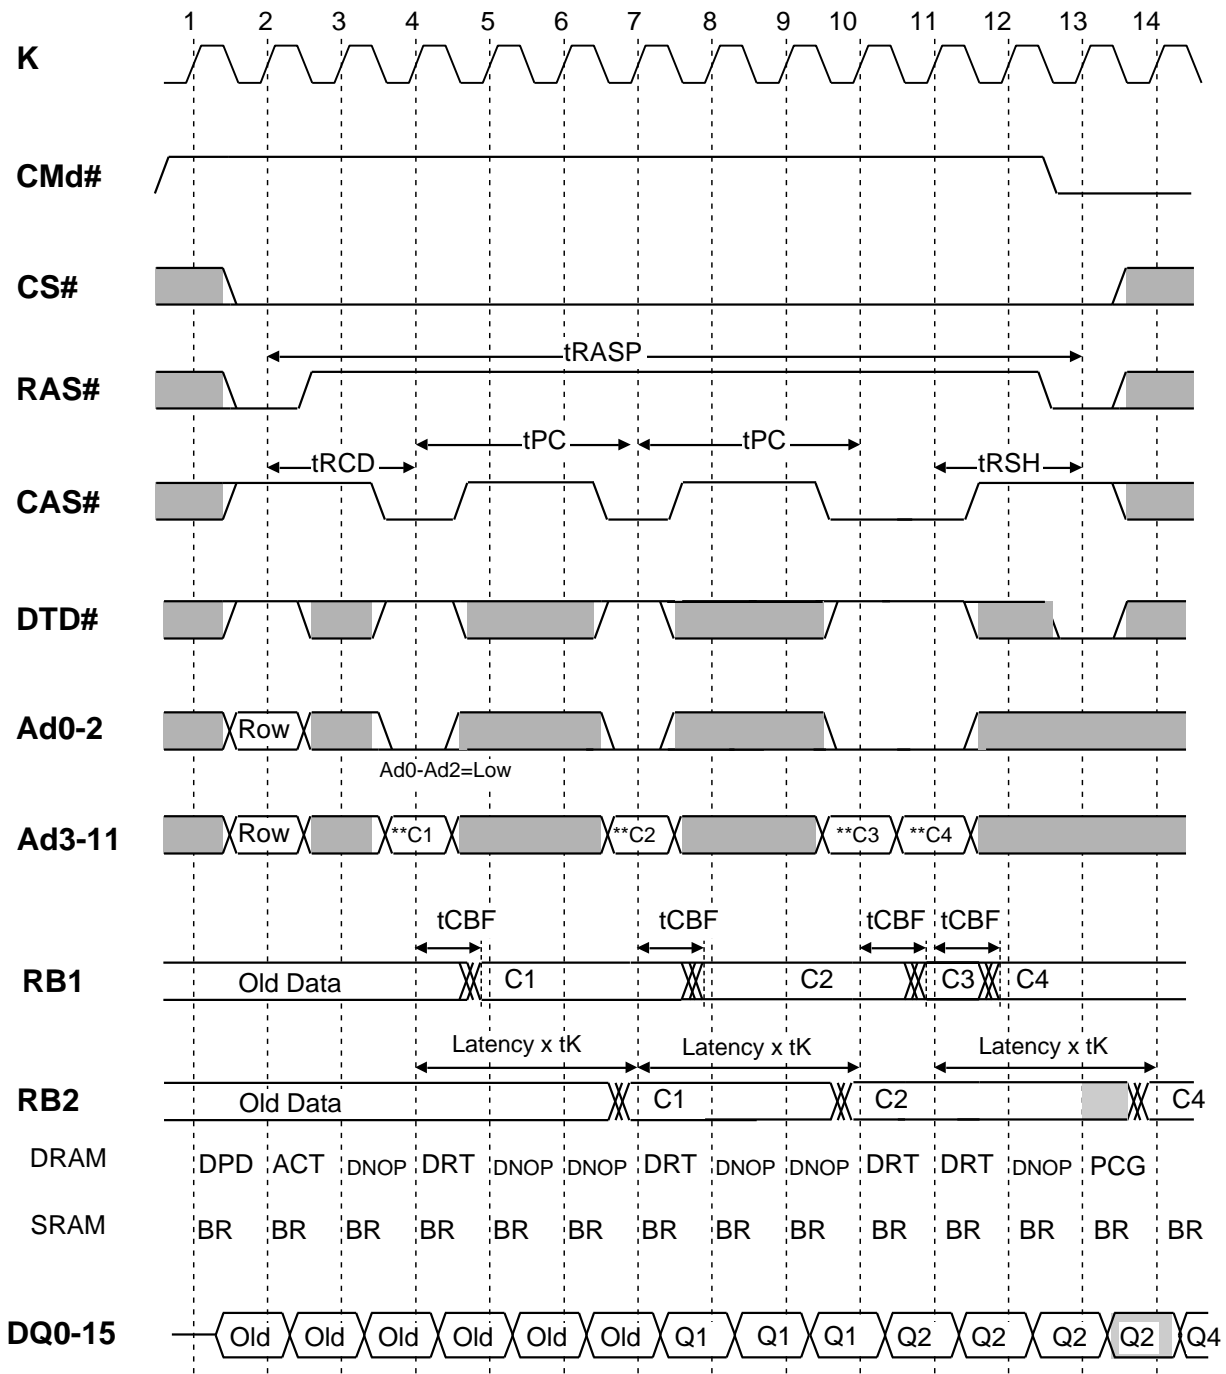 1 2 3 4 5 6 7 8 9 10 11 12 13 14
K
CMd#
CS#
tRASP
RAS#
tPC tPC
tRCD tRSH
CAS#
DTD#
Ad0-2 Row
Ad0-Ad2=Low
Ad3-11 Row **C1 **C2 **C3 **C4
tCBF tCBF tCBF tCBF
RB1 Old Data C1 C2 C3 C4
Latency x tK Latency x tK Latency x tK
RB2 Old Data C1 C2 C4
DRAM DPD ACT DNOP DRT DNOP DNOP DRT DNOP DNOP DRT DRT DNOP PCG
SRAM BR BR BR BR BR BR BR BR BR BR BR BR BR BR
DQ0-15 Old Old Old Old Old Old Q1 Q1 Q1 Q2 Q2 Q2 Q2 Q4